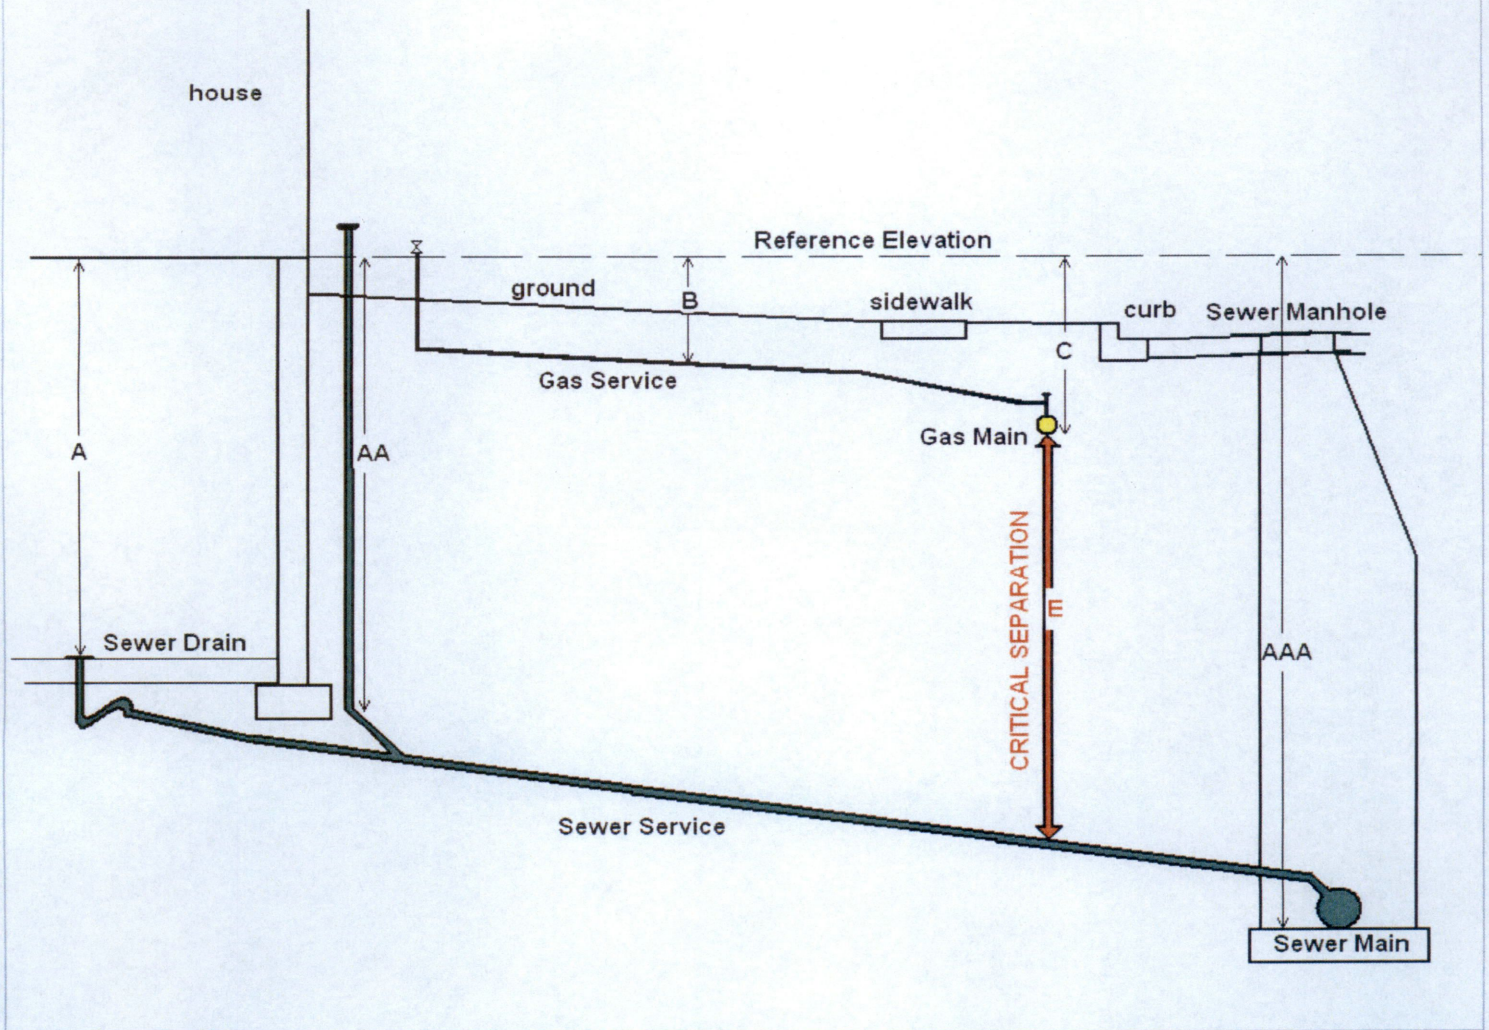 house
Reference Elevation
ground
B
sidewalk
curb
Sewer Manhole
C
Gas Service
Gas Main
A
AA
CRITICAL SEPARATION
E
Sewer Drain
AAA
Sewer Service
Sewer Main